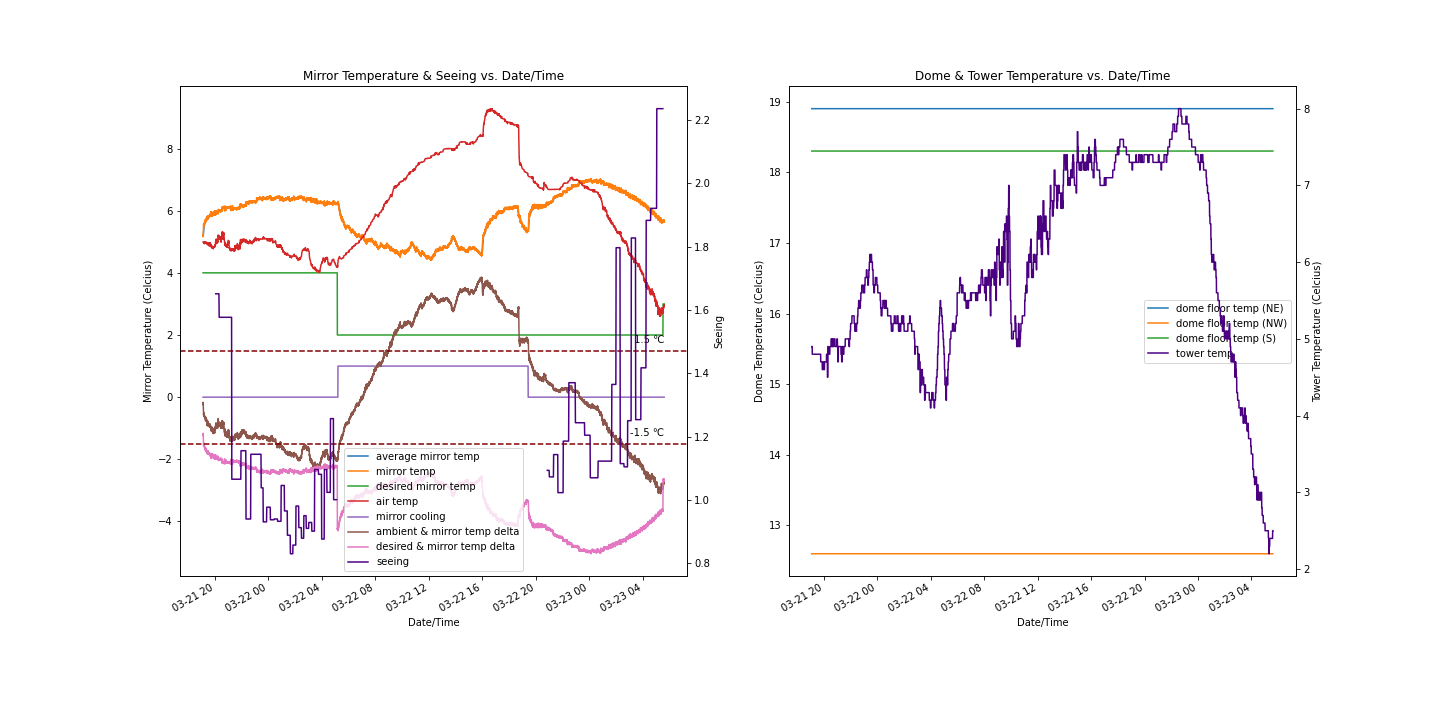 Mirror Temperature & Seeing vs. Date/Time
Mirror Temperature (Celcius)
8
6
4
2
0
−2
−4
2.2
2.0
1.8
1.6
1.4
1.2
1.0
0.8
Seeing
1.5 °C
-1.5 °C
average mirror temp
mirror temp
desired mirror temp
air temp
mirror cooling
ambient & mirror temp delta
desired & mirror temp delta
seeing
03-21 20
03-22 00
03-22 04
03-22 08
03-22 12
03-22 16
03-22 20
03-23 00
03-23 04
Date/Time
Dome & Tower Temperature vs. Date/Time
Dome Temperature (Celcius)
19
18
17
16
15
14
13
8
7
6
5
4
3
2
Tower Temperature (Celcius)
dome floor temp (NE)
dome floor temp (NW)
dome floor temp (S)
tower temp
03-21 20
03-22 00
03-22 04
03-22 08
03-22 12
03-22 16
03-22 20
03-23 00
03-23 04
Date/Time